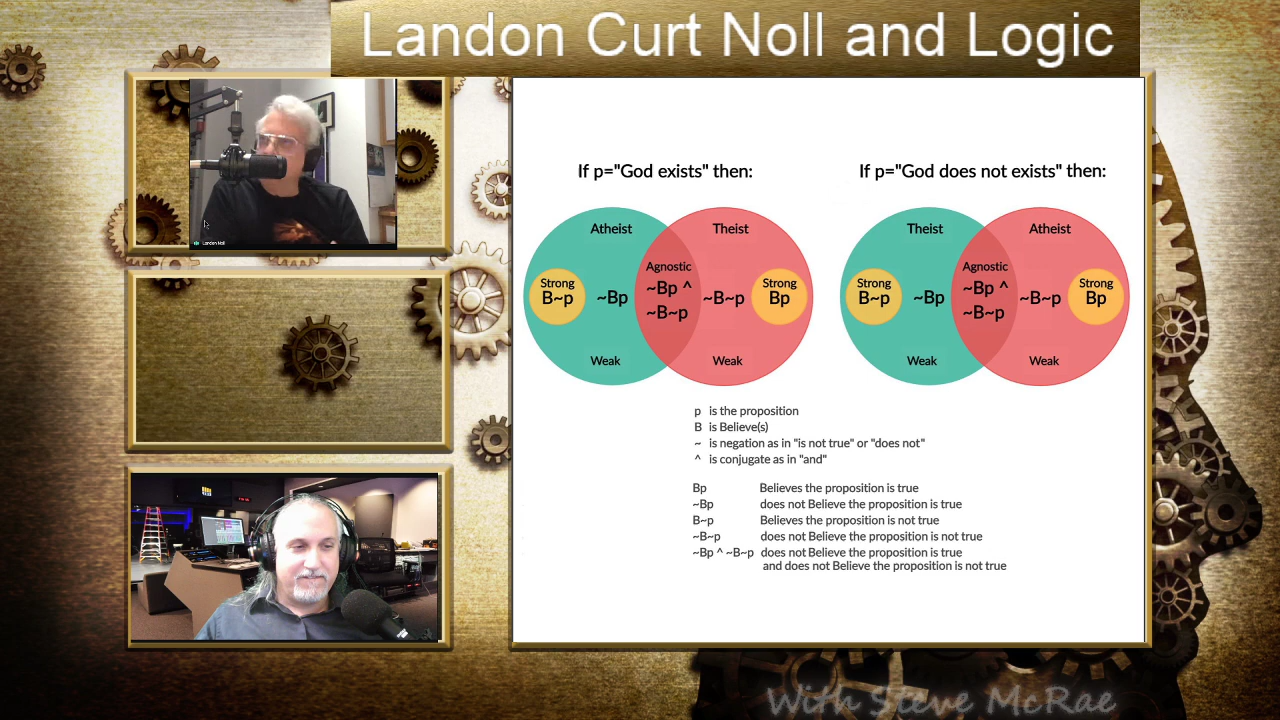 Landon Curt Noll and Logic
Landon Noll
If p="God exists" then:
Atheist
Theist
Agnostic
Strong
B~p
~Bp
~Bp ^
~B~p
~B~p
Strong
Bp
Weak
Weak
If p="God does not exists" then:
Theist
Atheist
Agnostic
Strong
B~p
~Bp
~Bp ^
~B~p
~B~p
Strong
Bp
Weak
Weak
p is the proposition
B is Believe(s)
~ is negation as in "is not true" or "does not"
^ is conjugate as in "and"
Bp Believes the proposition is true
~Bp does not Believe the proposition is true
B~p Believes the proposition is not true
~B~p does not Believe the proposition is not true
~Bp ^ ~B~p does not Believe the proposition is true
and does not Believe the proposition is not true
With Steve McRae